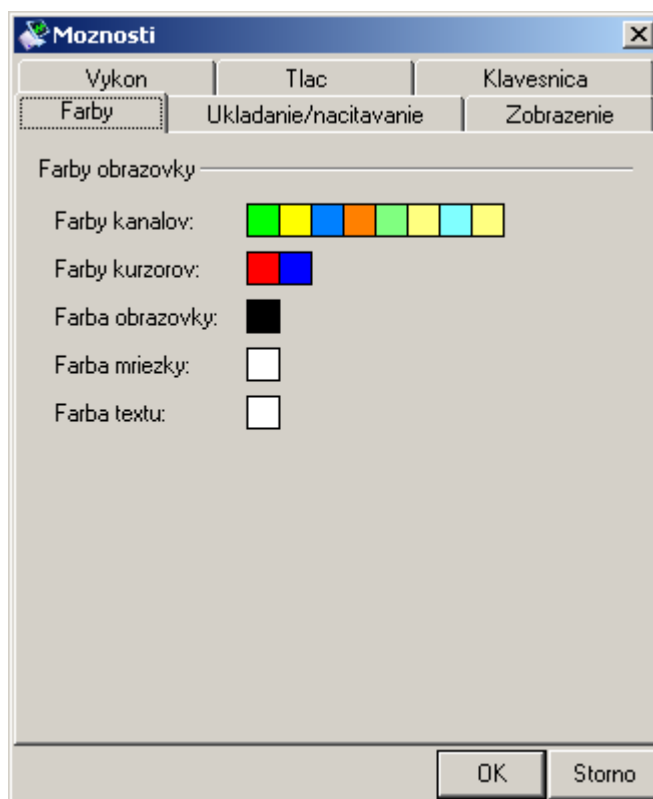 Moznosti
Vykon Tlac Klavesnica
Farby Ukladanie/nacitavanie Zobrazenie
Farby obrazovky
Farby kanalov:
Farby kurzorov:
Farba obrazovky:
Farba mriezky:
Farba textu:
OK Storno